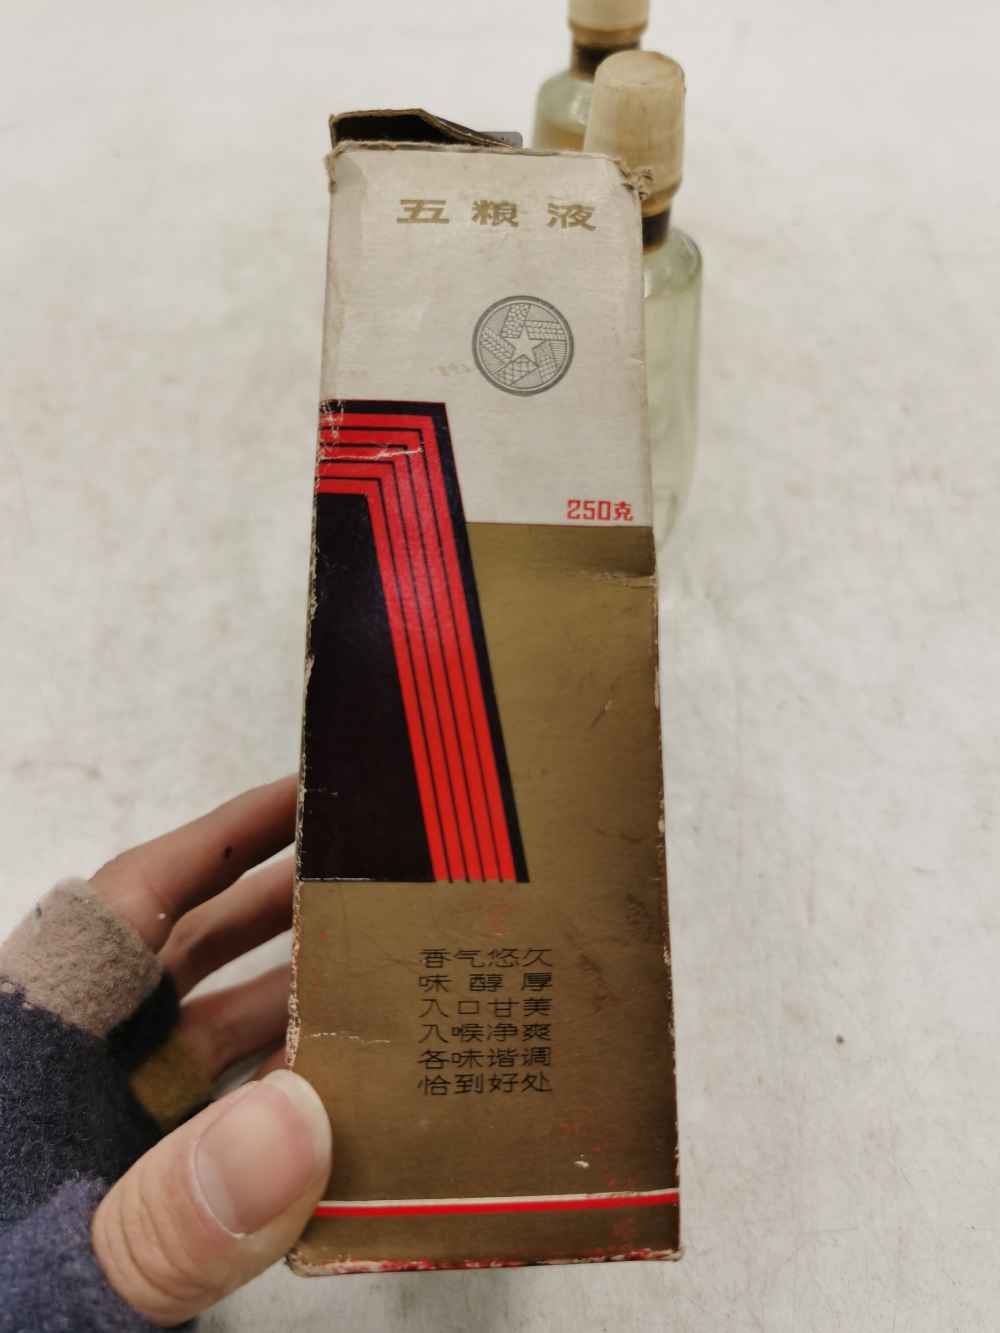 五粮液
250克
香气悠久
味醇厚
入口甘美
入喉净爽
各味谐调
恰到好处